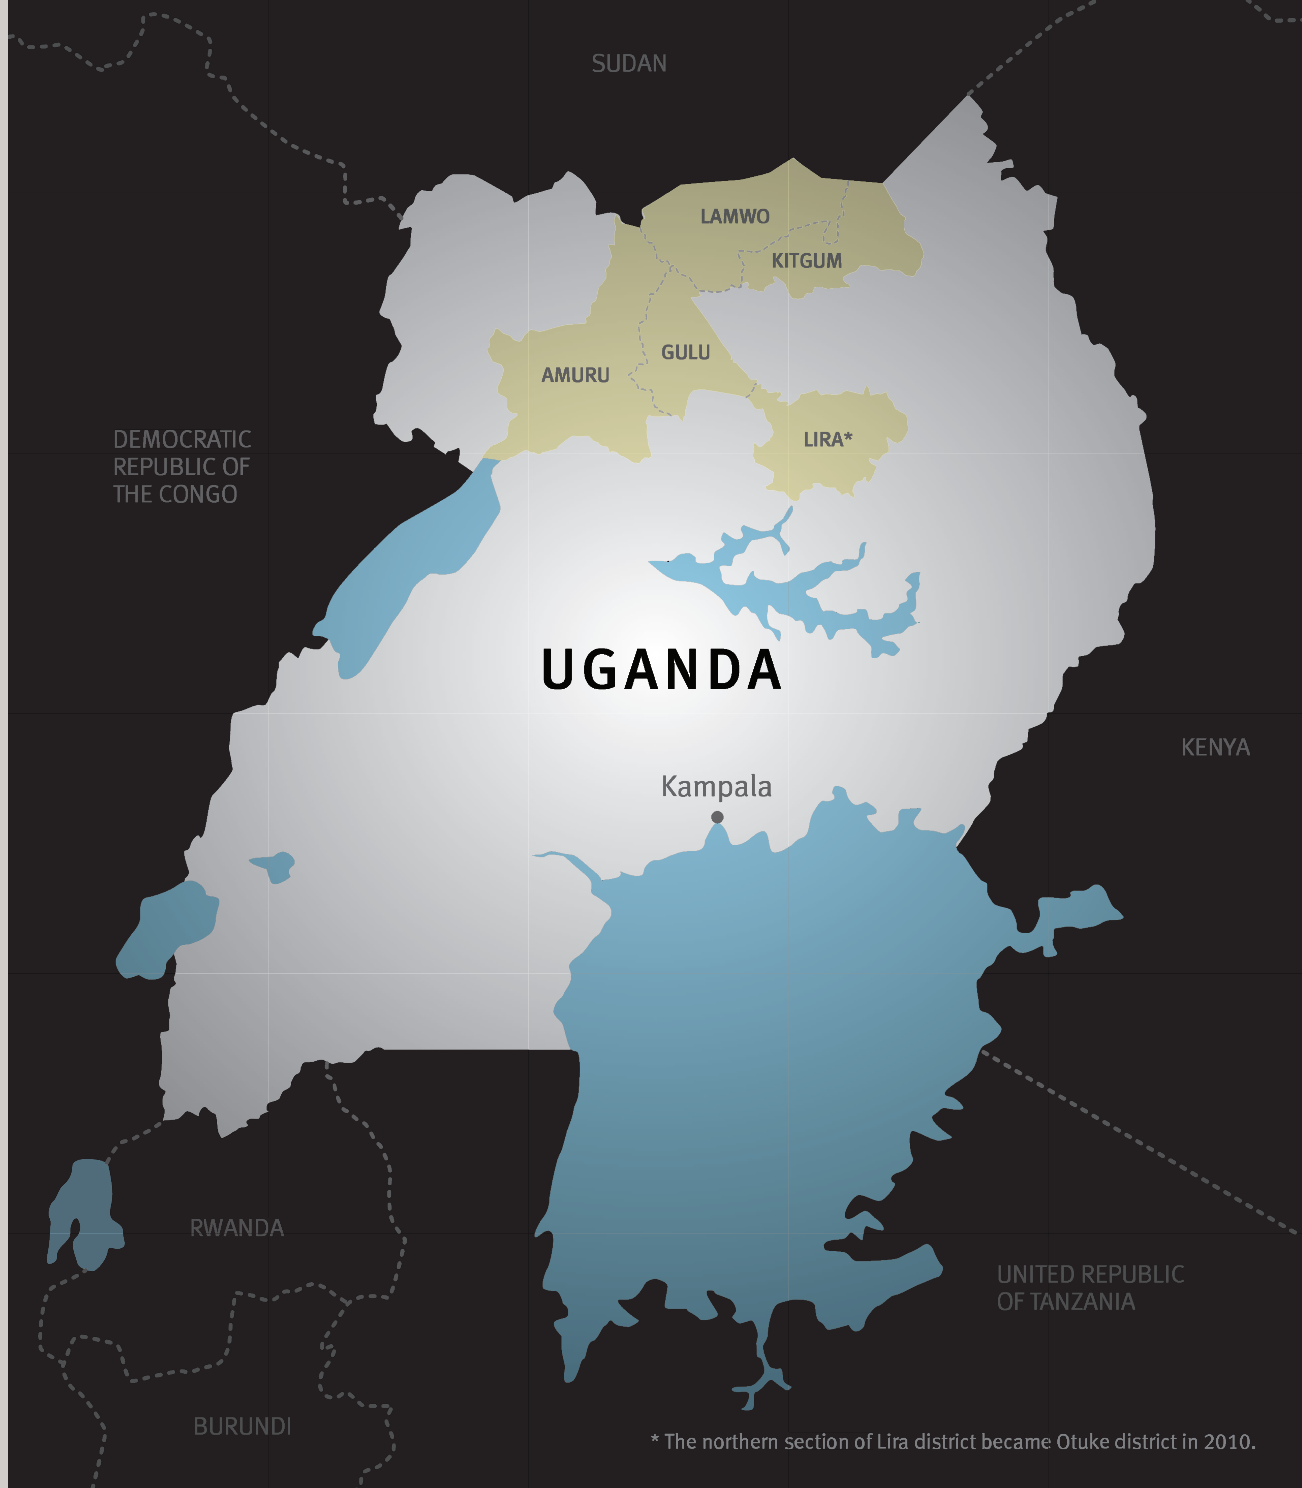 SUDAN
LAMWO
KITGUM
GULU
AMURU
LIRA*
DEMOCRATIC
REPUBLIC OF
THE CONGO
UGANDA
KENYA
Kampala
RWANDA
UNITED REPUBLIC
OF TANZANIA
BURUNDI
* The northern section of Lira district became Otuke district in 2010.